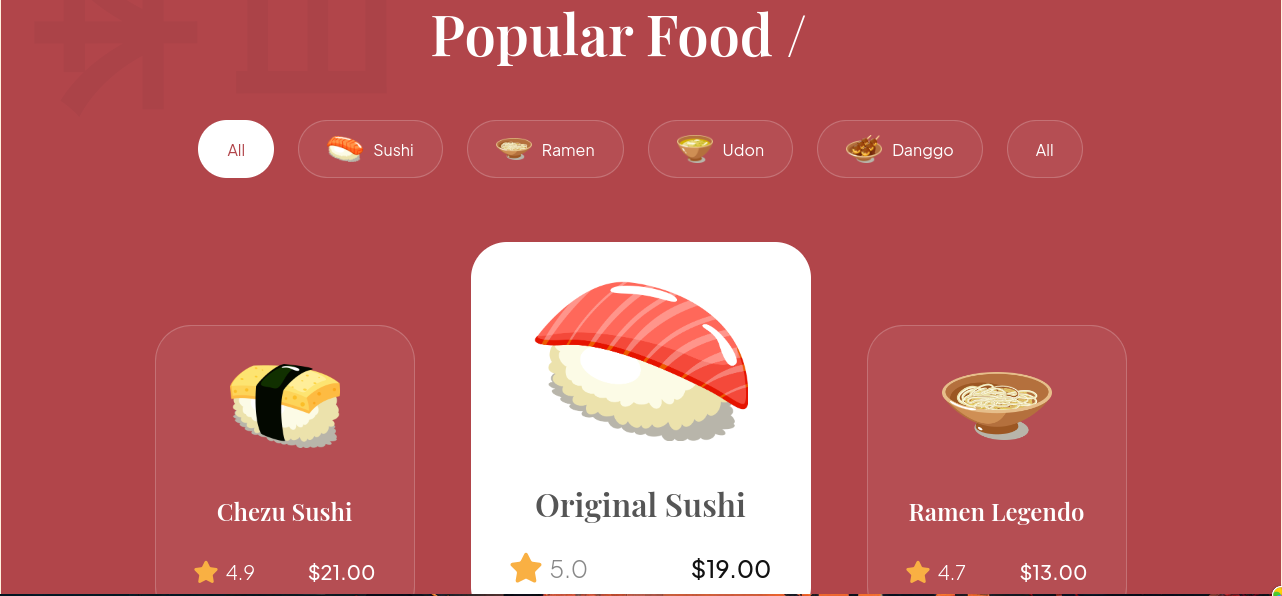 Popular Food /
All
Sushi
Ramen
Udon
Danggo
All
Chezu Sushi
4.9 $21.00
Original Sushi
5.0 $19.00
Ramen Legendo
4.7 $13.00